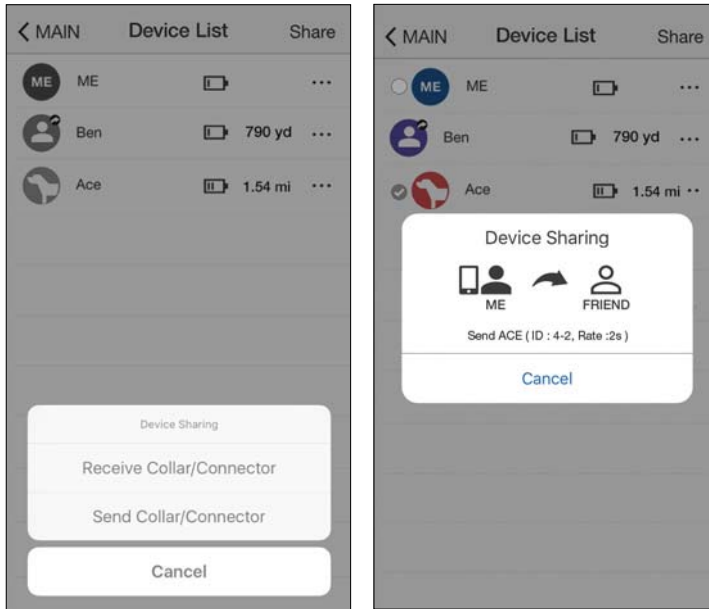 MAIN
Device List
Share
ME ME ...
Ben 790 yd ...
Ace 1.54 mi ...
Device Sharing
Receive Collar/Connector
Send Collar/Connector
Cancel
MAIN
Device List
Share
ME ME ...
Ben 790 yd ...
Ace 1.54 mi ..
Device Sharing
ME
FRIEND
Send ACE ( ID : 4-2, Rate :2s )
Cancel